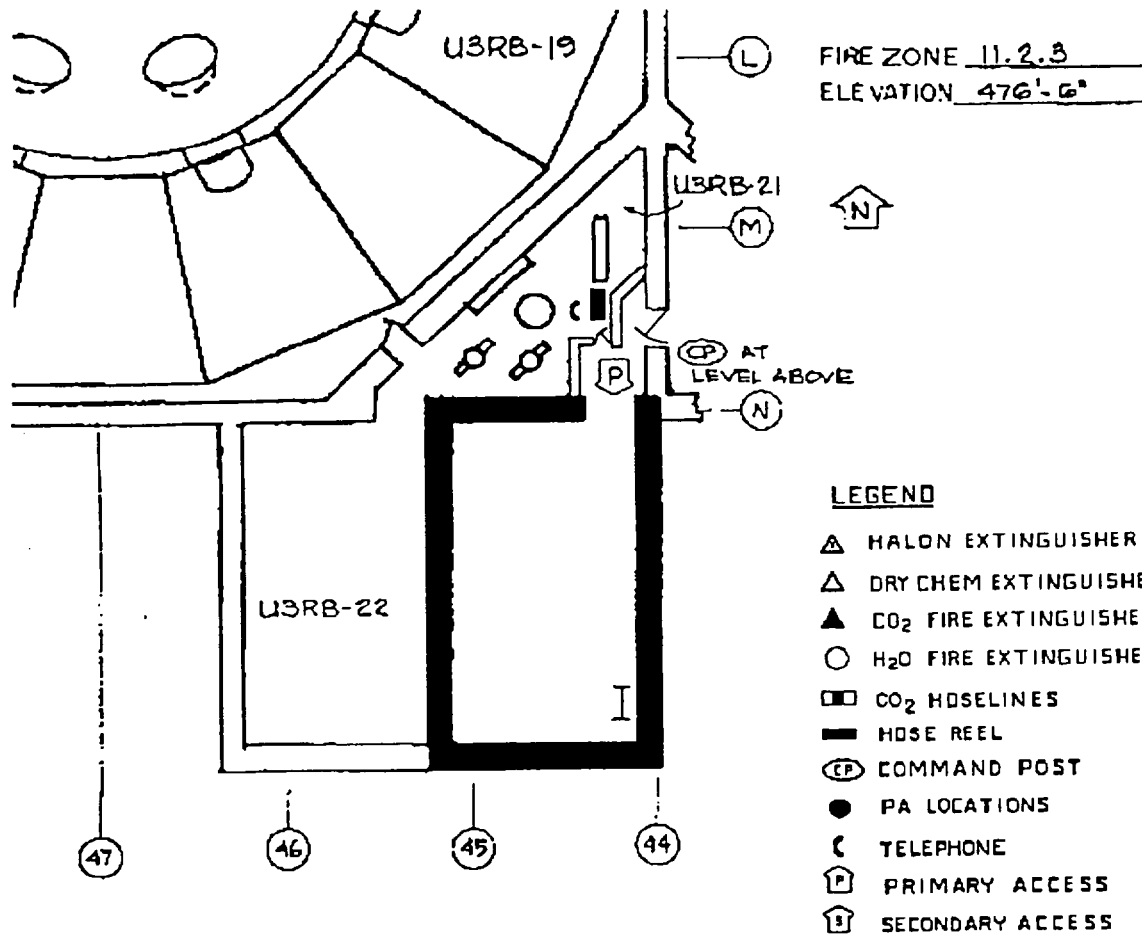 U3RB-19
L
FIRE ZONE 11.2.3
ELEVATION 476'-6"
U3RB-21
M
N
CP AT
LEVEL ABOVE
P
N
U3RB-22
I
47
46
45
44
LEGEND
HALON EXTINGUISHER
DRY CHEM EXTINGUISHE
CO2 FIRE EXTINGUISHE
H2O FIRE EXTINGUISHE
CO2 HOSELINES
HOSE REEL
CP COMMAND POST
PA LOCATIONS
TELEPHONE
P PRIMARY ACCESS
S SECONDARY ACCESS